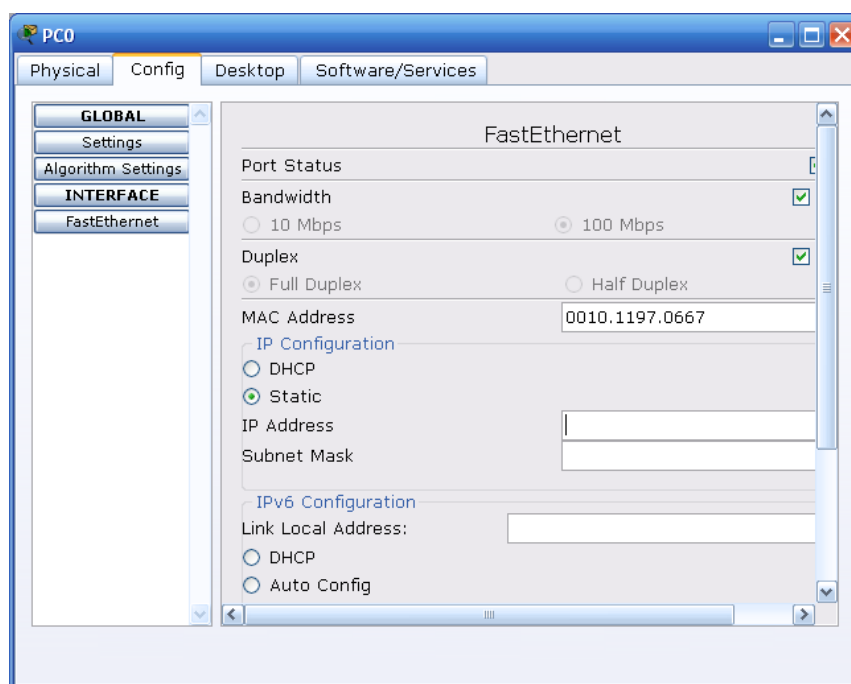 PC0
Physical Config Desktop Software/Services
GLOBAL
Settings
Algorithm Settings
INTERFACE
FastEthernet
FastEthernet
Port Status
Bandwidth
10 Mbps 100 Mbps
Duplex
Full Duplex Half Duplex
MAC Address 0010.1197.0667
IP Configuration
DHCP
Static
IP Address
Subnet Mask
IPv6 Configuration
Link Local Address:
DHCP
Auto Config